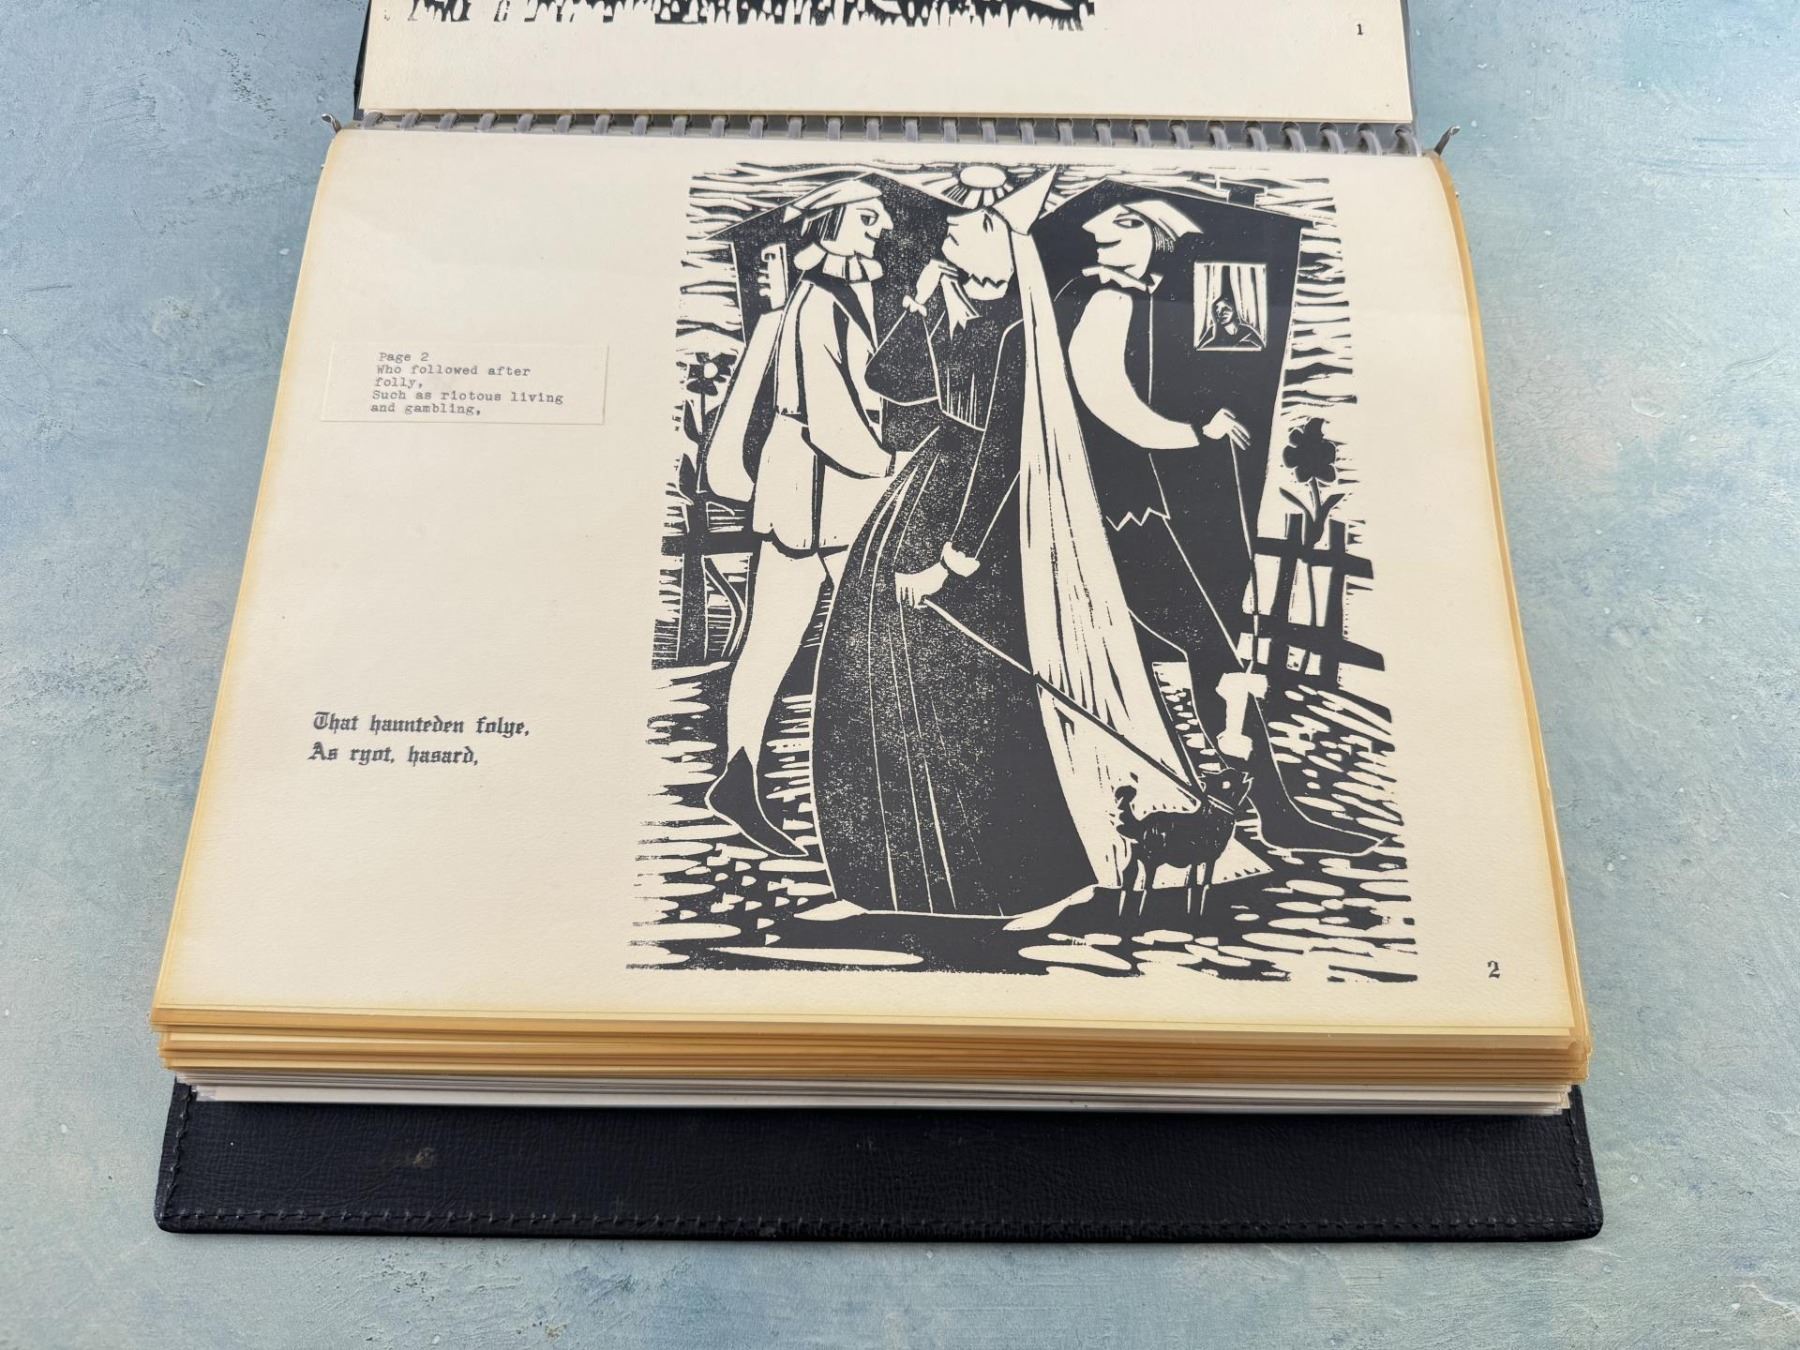 1
Page 2
Who followed after
folly,
Such as riotous living
and gambling,
That haunteden folye,
As ryot, hasard,
2